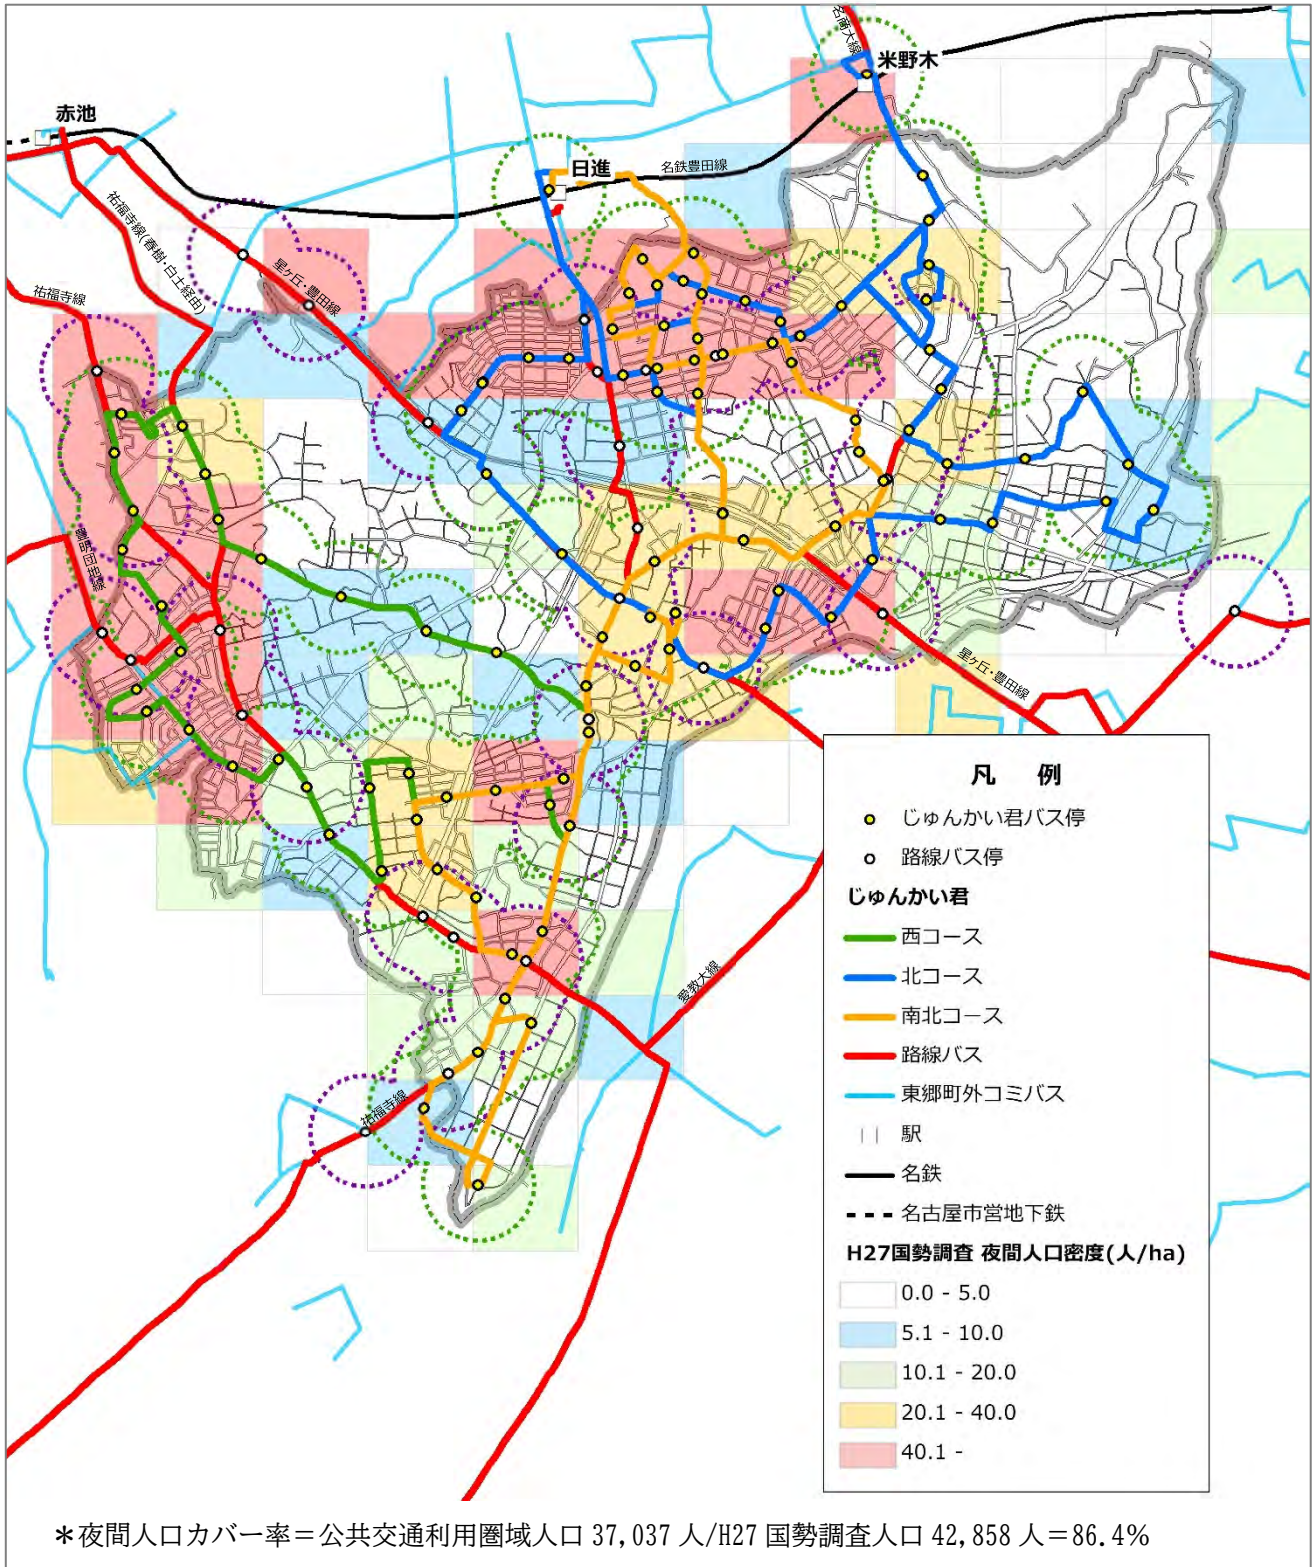 名商大線
米野木
赤池
日進
名鉄豊田線
祐福寺線(春樹・白土経由)
星ヶ丘・豊田線
祐福寺線
豊明団地線
星ヶ丘・豊田線
愛教大線
祐福寺線
凡 例
じゅんかい君バス停
路線バス停
じゅんかい君
西コース
北コース
南北コース
路線バス
東郷町外コミバス
駅
名鉄
名古屋市営地下鉄
H27国勢調査 夜間人口密度(人/ha)
0.0 - 5.0
5.1 - 10.0
10.1 - 20.0
20.1 - 40.0
40.1 -
*夜間人口カバー率＝公共交通利用圏域人口 37,037 人/H27 国勢調査人口 42,858 人＝86.4%